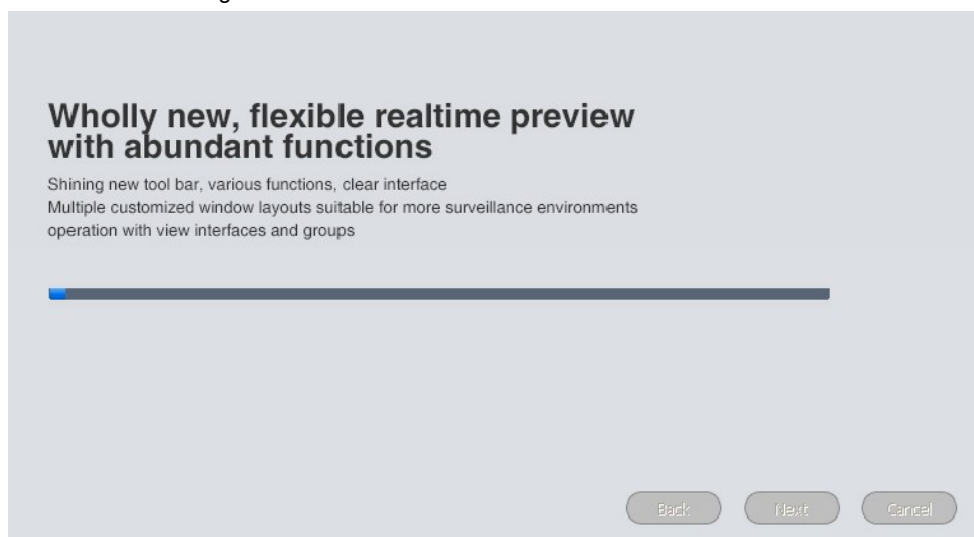 Wholly new, flexible realtime preview
with abundant functions
Shining new tool bar, various functions, clear interface
Multiple customized window layouts suitable for more surveillance environments
operation with view interfaces and groups
Back
Next
Cancel